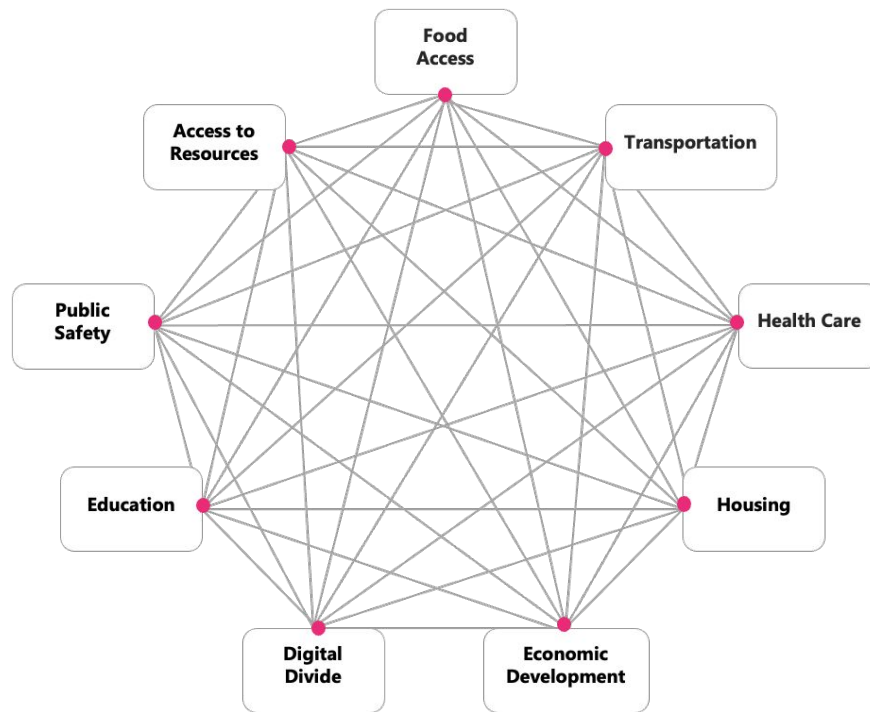 Food
Access
Access to
Resources
Transportation
Public
Safety
Health Care
Education
Housing
Digital
Divide
Economic
Development